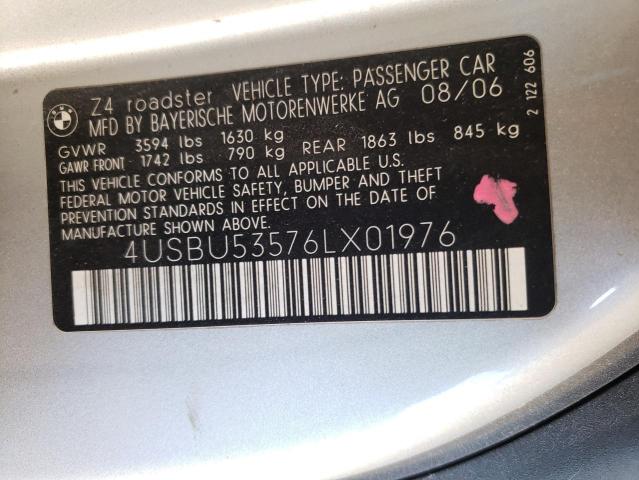 BMW
Z4 roadster VEHICLE TYPE: PASSENGER CAR
MFD BY BAYERISCHE MOTORENWERKE AG 08/06
GVWR 3594 lbs 1630 kg
GAWR FRONT 1742 lbs 790 kg REAR 1863 lbs 845 kg
THIS VEHICLE CONFORMS TO ALL APPLICABLE U.S.
FEDERAL MOTOR VEHICLE SAFETY, BUMPER AND THEFT
PREVENTION STANDARDS IN EFFECT ON THE DATE OF
MANUFACTURE SHOWN ABOVE.
4USBU53576LX01976
2 122 606